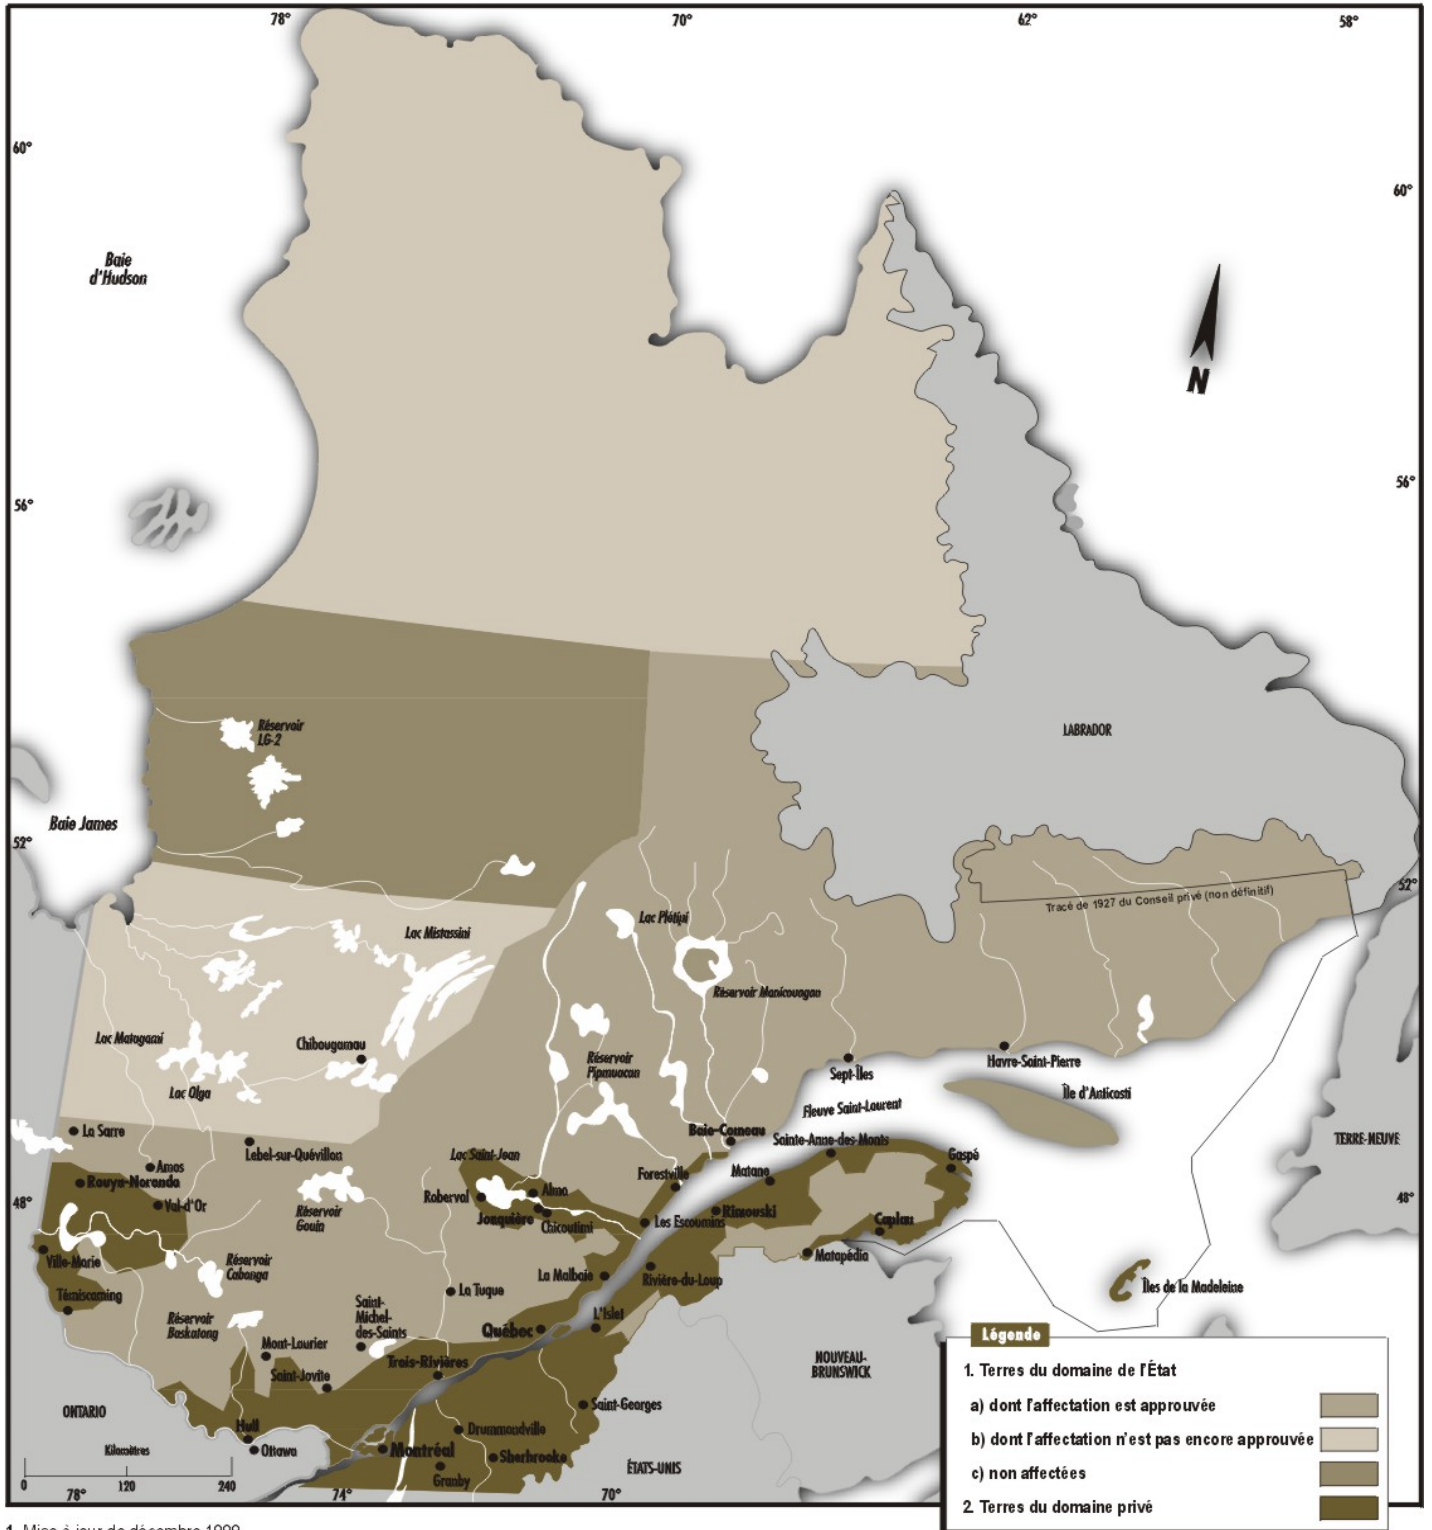 78°
70°
62°
58°
60°
60°
Baie
d'Hudson
N
56°
56°
Réservoir
LG-2
LABRADOR
Baie James
52°
52°
Tracé de 1927 du Conseil privé (non définitif)
Lac Plétipi
Lac Mistassini
Réservoir Manicouagan
Lac Matagami
Chibougamau
Réservoir
Pipmuacan
Havre-Saint-Pierre
Sept-Îles
Lac Olga
Île d'Anticosti
Fleuve Saint-Laurent
La Sarre
Baie-Comeau
Sainte-Anne-des-Monts
TERRE-NEUVE
Lebel-sur-Quévillon
Lac Saint-Jean
Gaspé
Amos
Forestville
Matane
Rouyn-Noranda
Alma
Roberval
48°
48°
Val-d'Or
Réservoir
Gouin
Jonquière
Chicoutimi
Les Escoumins
Rimouski
Caplan
Ville-Marie
Réservoir
Cabonga
Matapédia
La Malbaie
Rivière-du-Loup
Îles de la Madeleine
Témiscaming
La Tuque
Réservoir
Baskatong
Saint-
Michel-
des-Saints
L'Islet
Québec
Mont-Laurier
Trois-Rivières
Saint-Jovite
NOUVEAU-
BRUNSWICK
ONTARIO
Saint-Georges
Hull
Ottawa
Drummondville
Montréal
Sherbrooke
Granby
ÉTATS-UNIS
Kilomètres
0
120
240
78°
74°
70°
Légende
1. Terres du domaine de l'État
a) dont l'affectation est approuvée
b) dont l'affectation n'est pas encore approuvée
c) non affectées
2. Terres du domaine privé
1. Mise à jour de décembre 1999